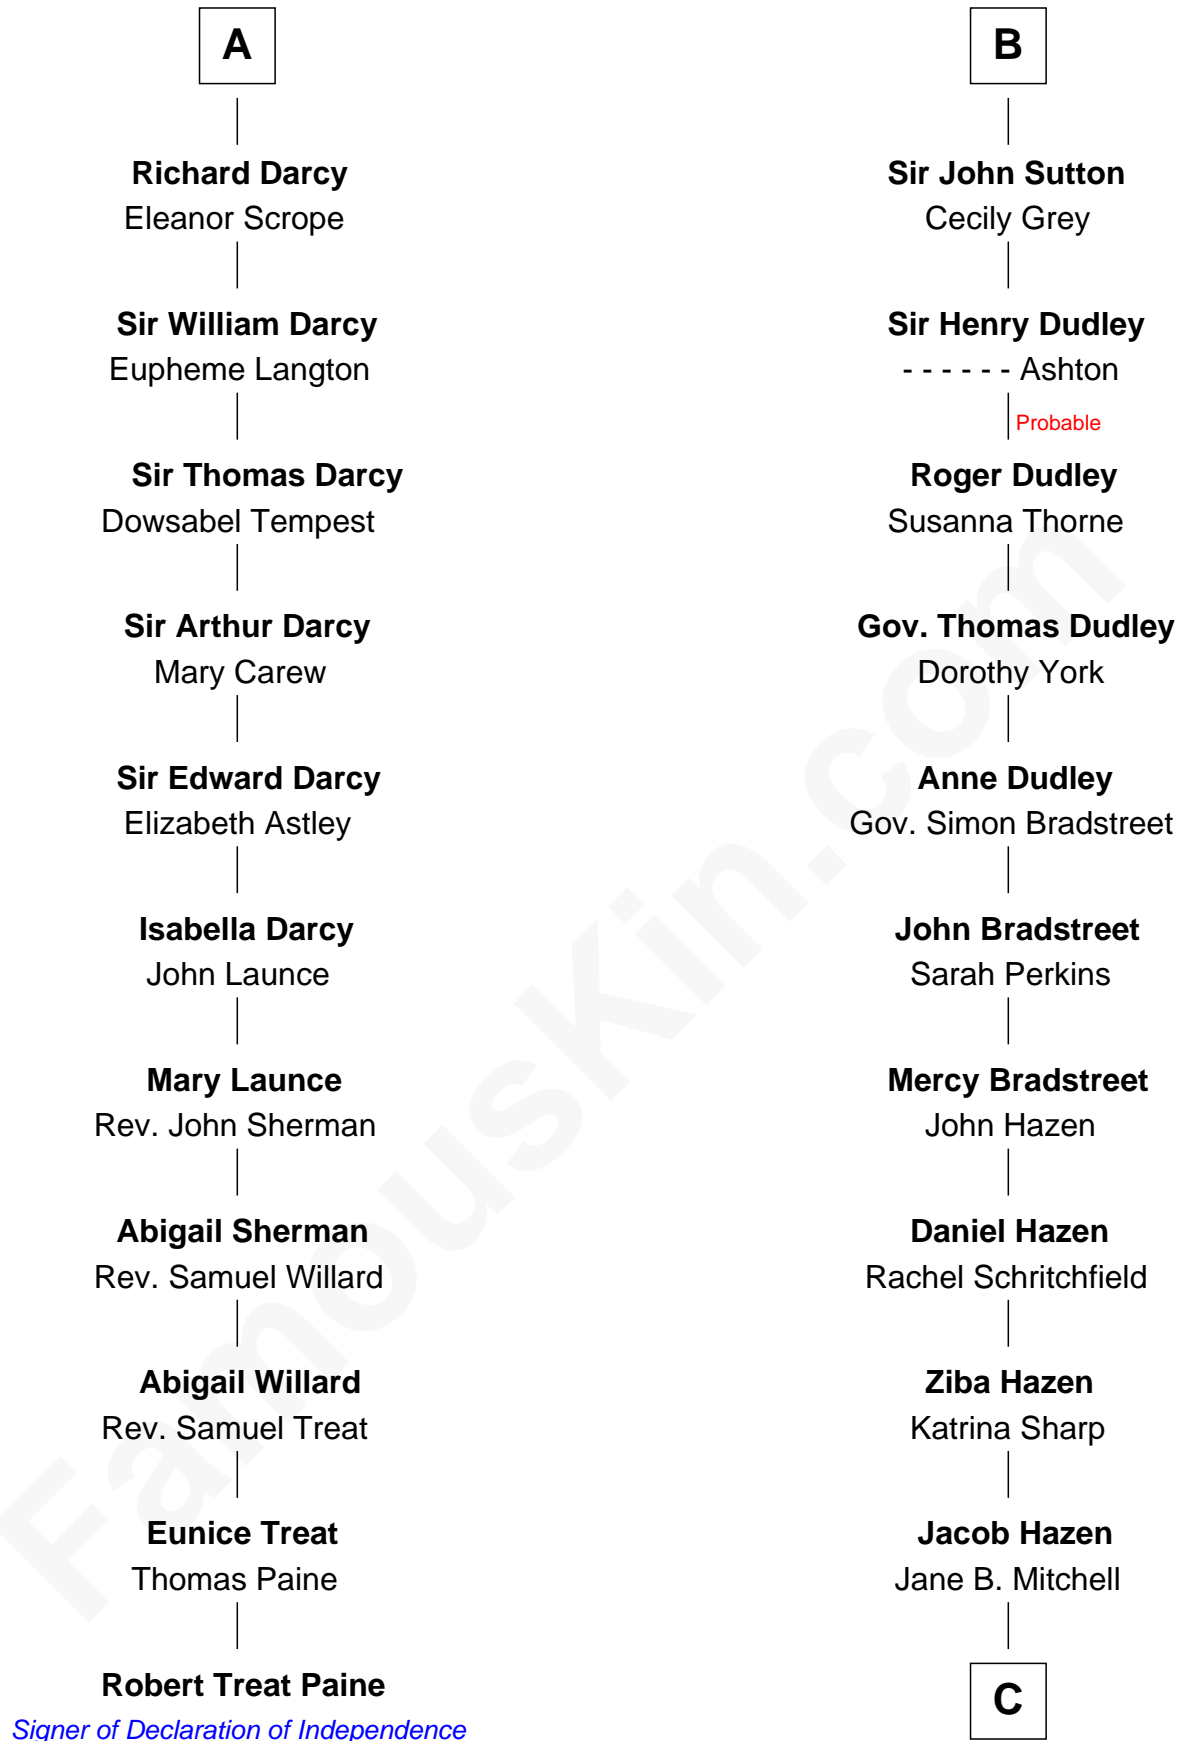 A
Richard Darcy
Eleanor Scrope
Sir William Darcy
Eupheme Langton
Sir Thomas Darcy
Dowsabel Tempest
Sir Arthur Darcy
Mary Carew
Sir Edward Darcy
Elizabeth Astley
Isabella Darcy
John Launce
Mary Launce
Rev. John Sherman
Abigail Sherman
Rev. Samuel Willard
Abigail Willard
Rev. Samuel Treat
Eunice Treat
Thomas Paine
Robert Treat Paine
Signer of Declaration of Independence
B
Sir John Sutton
Cecily Grey
Sir Henry Dudley
- - - - - - Ashton
Probable
Roger Dudley
Susanna Thorne
Gov. Thomas Dudley
Dorothy York
Anne Dudley
Gov. Simon Bradstreet
John Bradstreet
Sarah Perkins
Mercy Bradstreet
John Hazen
Daniel Hazen
Rachel Schritchfield
Ziba Hazen
Katrina Sharp
Jacob Hazen
Jane B. Mitchell
C
FamousKin.com